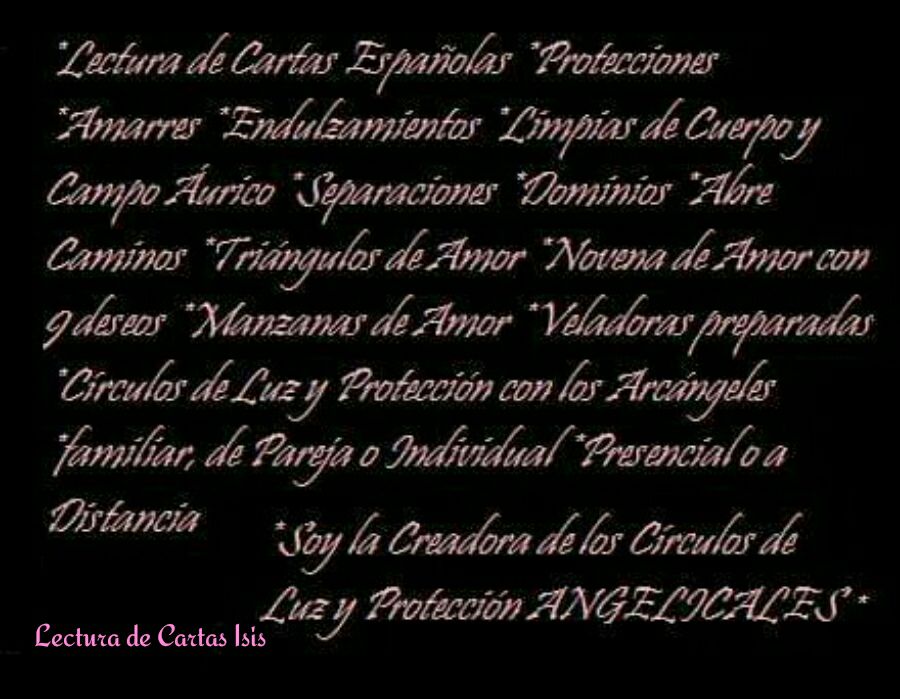 *Lectura de Cartas Españolas *Protecciones
*Amarres *Endulzamientos *Limpias de Cuerpo y
Campo Áurico *Separaciones *Dominios *Abre
Caminos *Triángulos de Amor *Novena de Amor con
9 deseos *Manzanas de Amor *Veladoras preparadas
*Círculos de Luz y Protección con los Arcángeles
*familiar, de Pareja o Individual *Presencial o a
Distancia
*Soy la Creadora de los Círculos de
Luz y Protección ANGELICALES *
Lectura de Cartas Isis